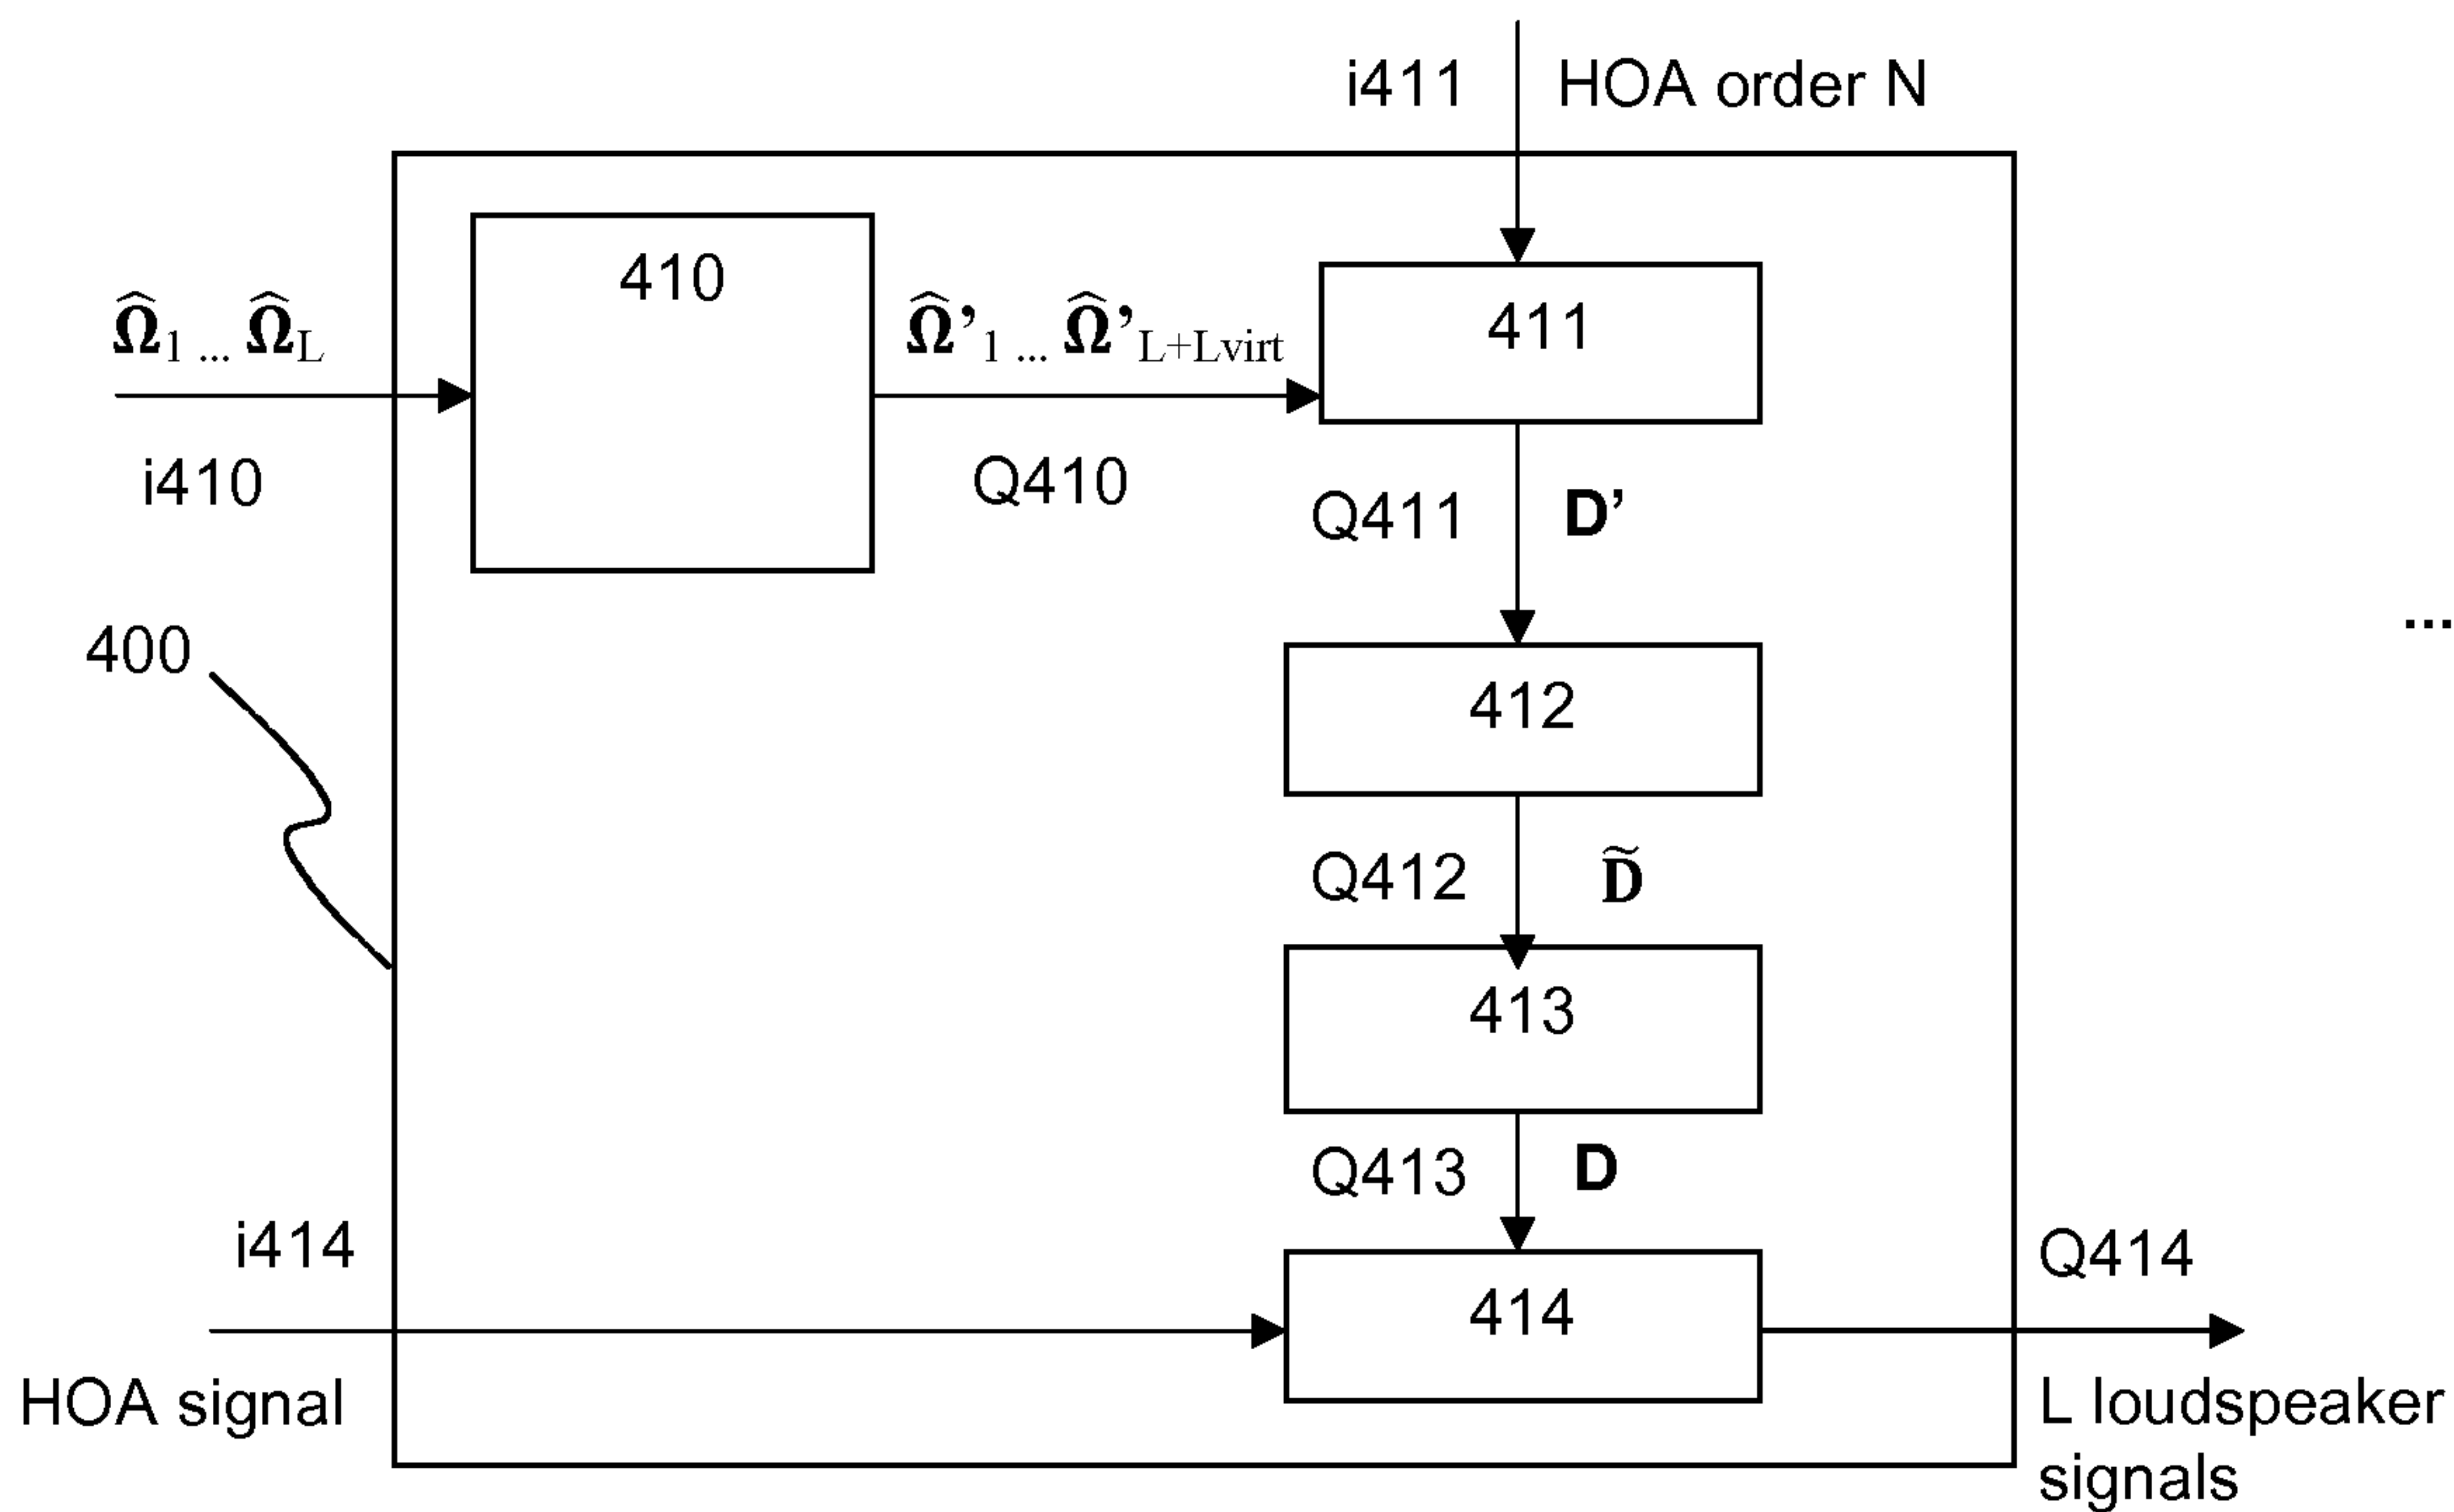 i411 HOA order N
410
Ω̂1 ... Ω̂L
Ω̂’1 ... Ω̂’L+Lvirt
411
i410
Q410
Q411 D’
400
...
412
Q412 D̃
413
Q413 D
i414
Q414
414
HOA signal
L loudspeaker
signals